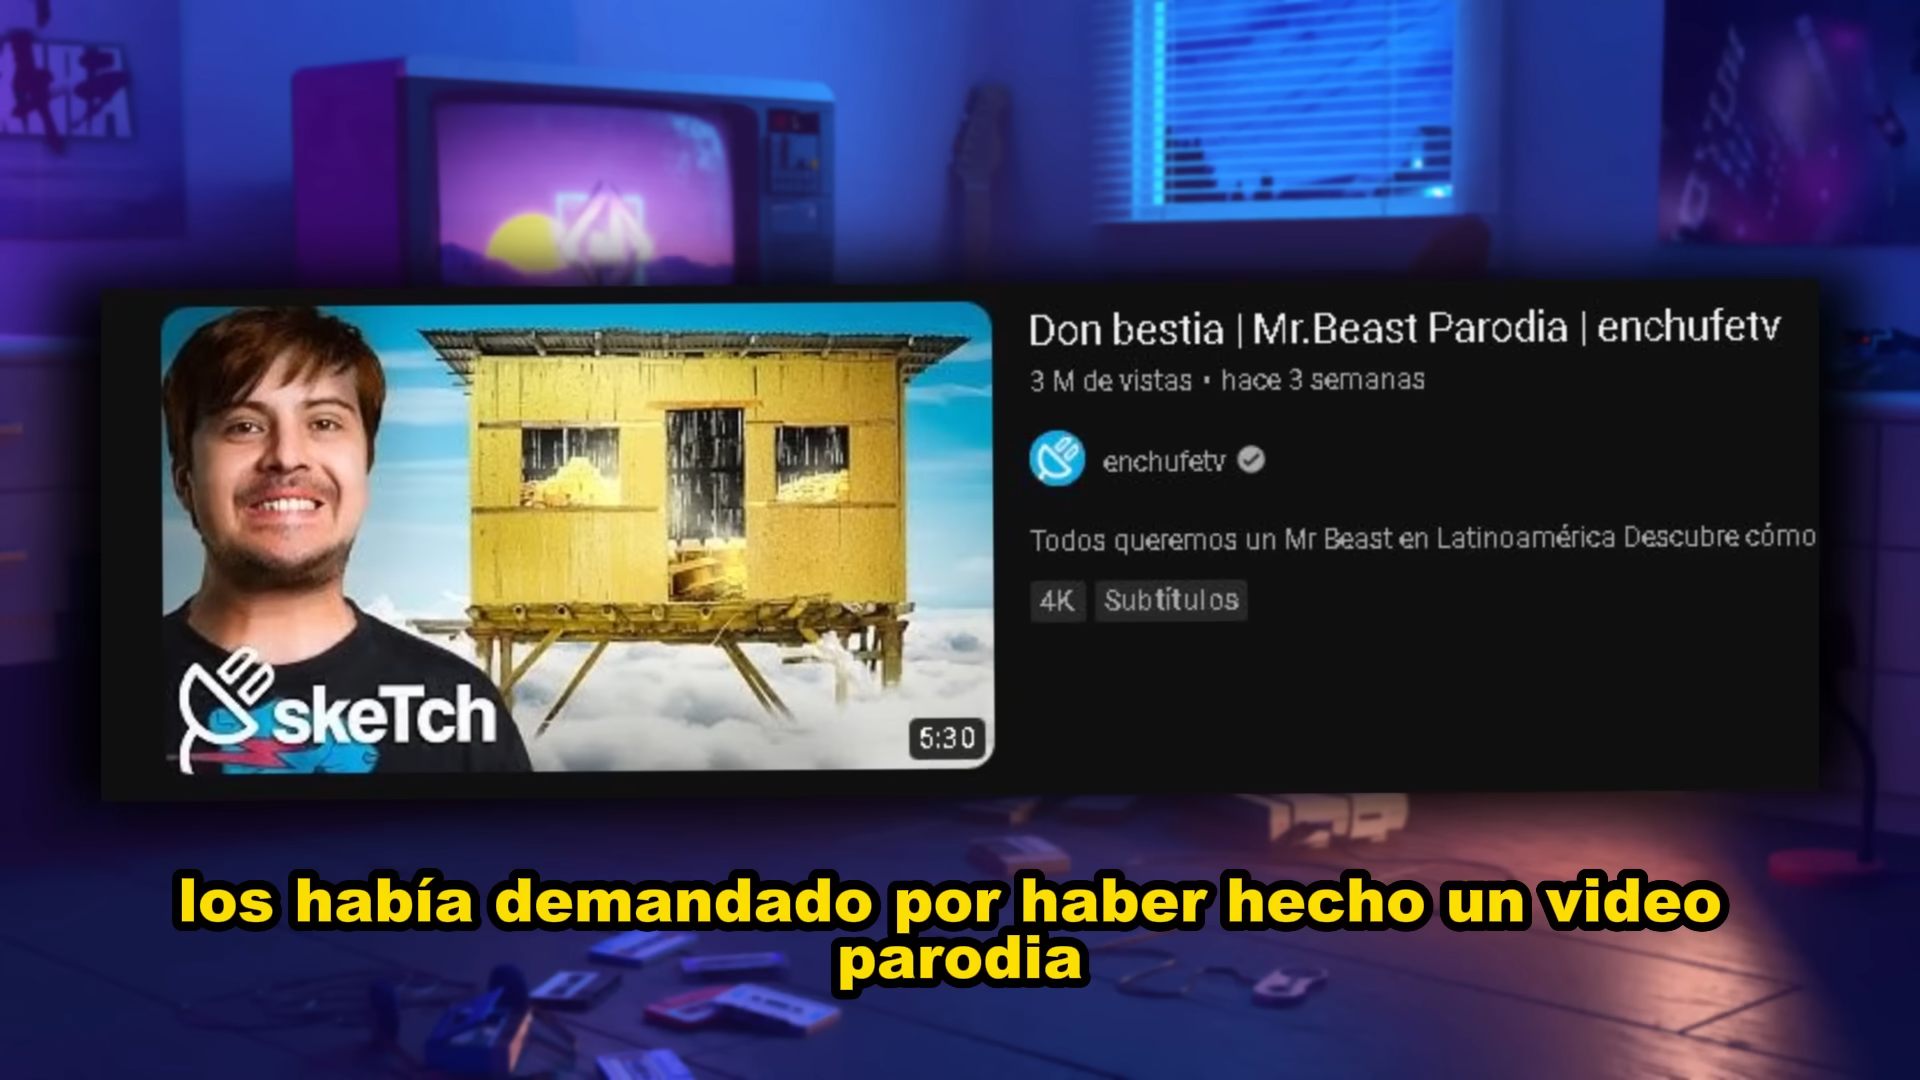 Don bestia | Mr.Beast Parodia | enchufetv
3 M de vistas • hace 3 semanas
enchufetv
Todos queremos un Mr Beast en Latinoamérica Descubre cómo
4K Subtítulos
skeTch
5:30
los había demandado por haber hecho un video
parodia